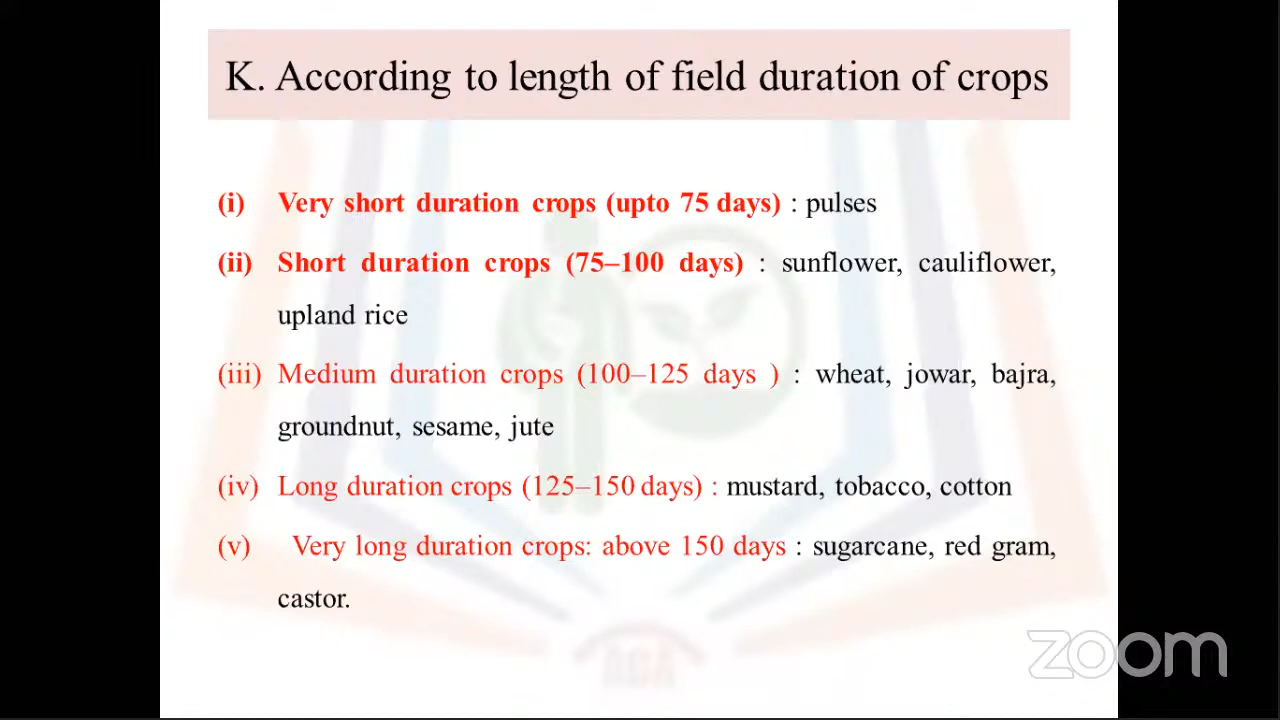 K. According to length of field duration of crops
(i) Very short duration crops (upto 75 days) : pulses
(ii) Short duration crops (75–100 days) : sunflower, cauliflower,
upland rice
(iii) Medium duration crops (100–125 days ) : wheat, jowar, bajra,
groundnut, sesame, jute
(iv) Long duration crops (125–150 days) : mustard, tobacco, cotton
(v) Very long duration crops: above 150 days : sugarcane, red gram,
castor.
zoom